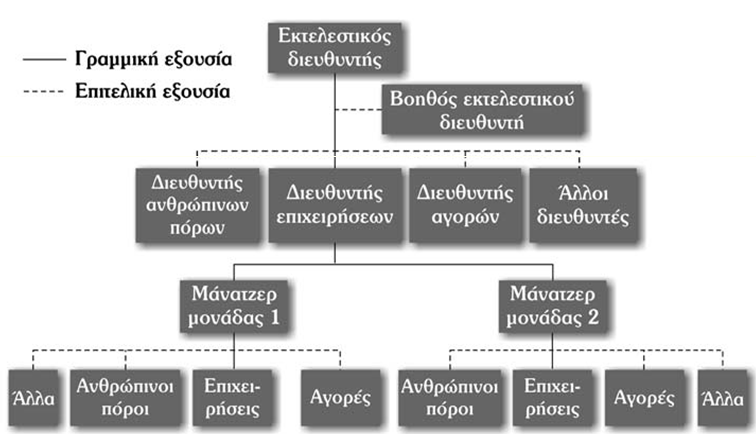 Εκτελεστικός
διευθυντής
Γραμμική εξουσία
Επιτελική εξουσία
Βοηθός εκτελεστικού
διευθυντή
Διευθυντής
ανθρώπινων
πόρων
Διευθυντής
επιχειρήσεων
Διευθυντής
αγορών
Άλλοι
διευθυντές
Μάνατζερ
μονάδας 1
Μάνατζερ
μονάδας 2
Άλλα
Ανθρώπινοι
πόροι
Επιχει-
ρήσεις
Αγορές
Ανθρώπινοι
πόροι
Επιχει-
ρήσεις
Αγορές
Άλλα